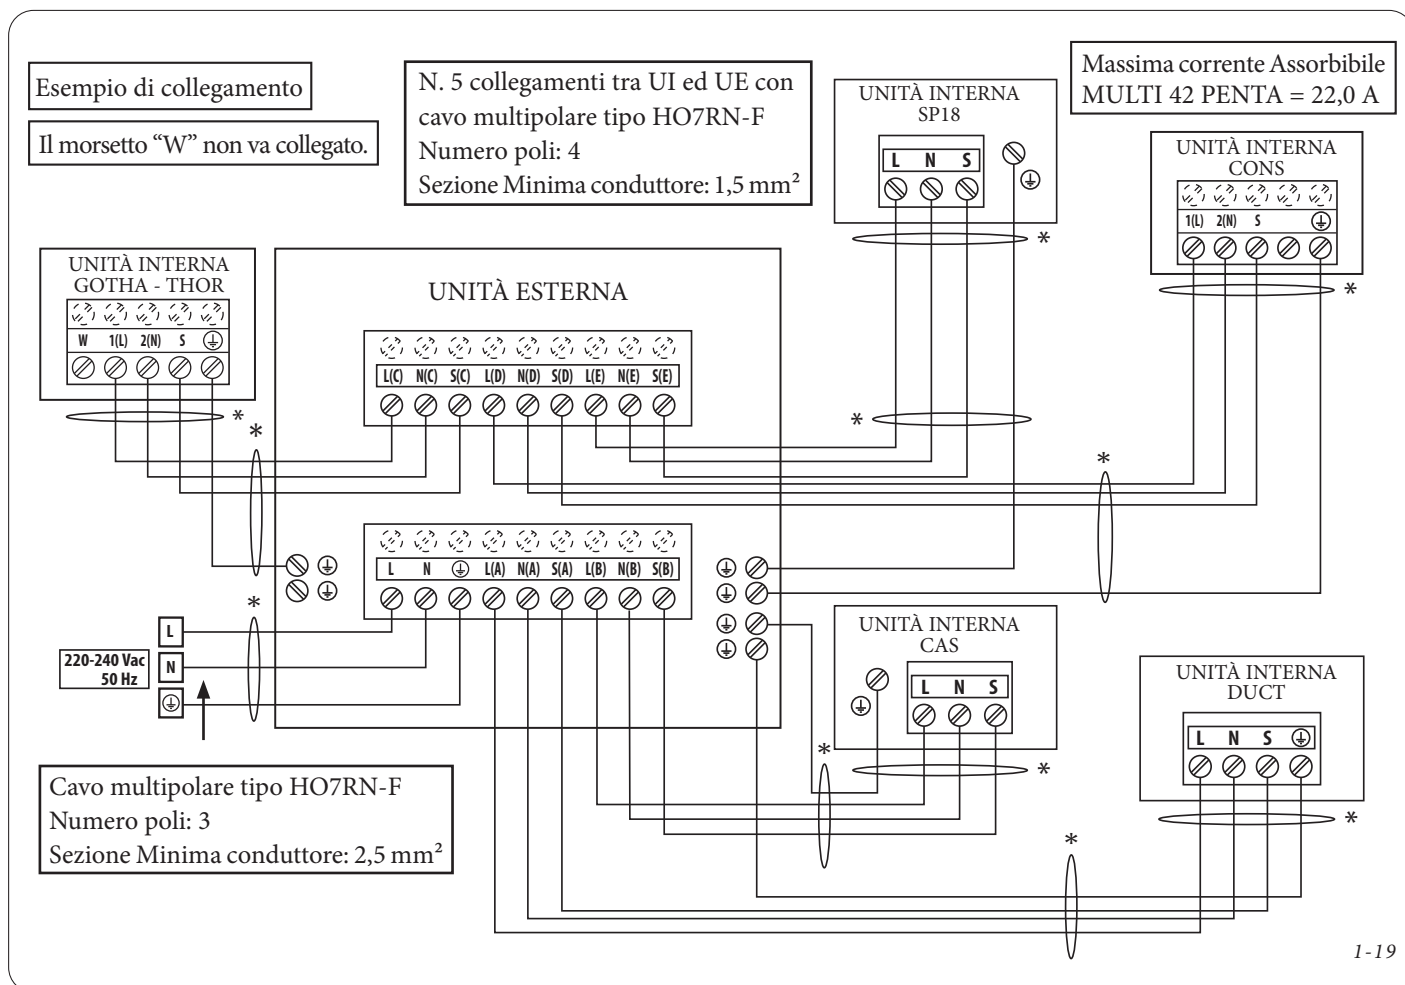 Esempio di collegamento
Il morsetto “W” non va collegato.
N. 5 collegamenti tra UI ed UE con
cavo multipolare tipo HO7RN-F
Numero poli: 4
Sezione Minima conduttore: 1,5 mm²
UNITÀ INTERNA
SP18
L N S
*
Massima corrente Assorbibile
MULTI 42 PENTA = 22,0 A
UNITÀ INTERNA
CONS
1(L) 2(N) S
*
UNITÀ INTERNA
GOTHA - THOR
W 1(L) 2(N) S
*
*
UNITÀ ESTERNA
L(C) N(C) S(C) L(D) N(D) S(D) L(E) N(E) S(E)
*
*
L N L(A) N(A) S(A) L(B) N(B) S(B)
*
L
220-240 Vac
50 Hz
N
UNITÀ INTERNA
CAS
L N S
*
*
UNITÀ INTERNA
DUCT
L N S
*
*
Cavo multipolare tipo HO7RN-F
Numero poli: 3
Sezione Minima conduttore: 2,5 mm²
1-19